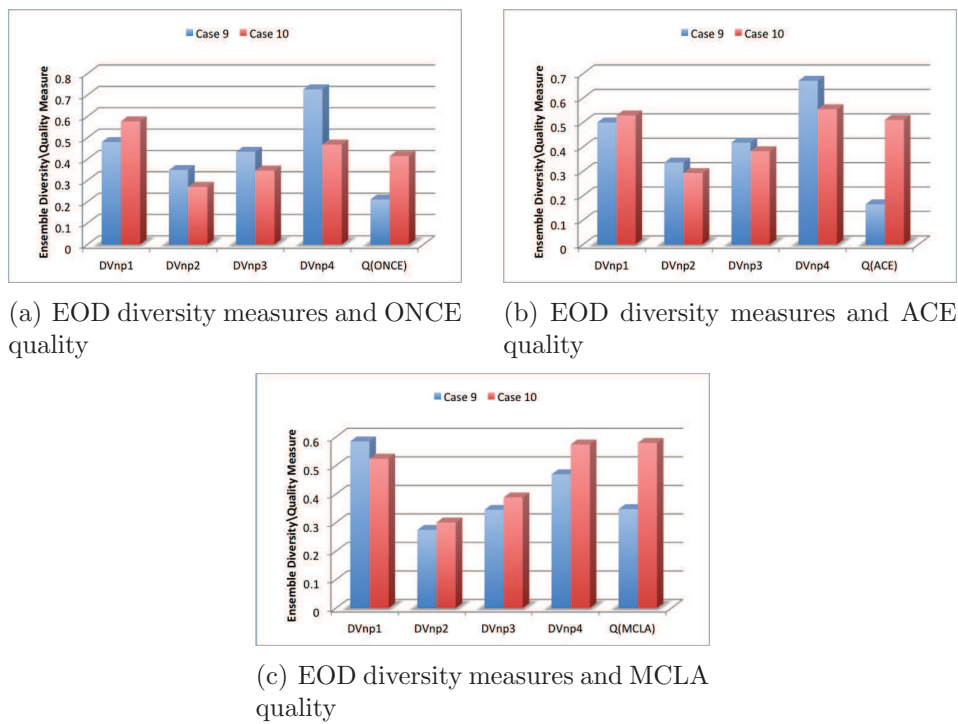 Case 9 Case 10
Ensemble Diversity\Quality Measure
0.8
0.7
0.6
0.5
0.4
0.3
0.2
0.1
0
DVnp1 DVnp2 DVnp3 DVnp4 Q(ONCE)
(a) EOD diversity measures and ONCE
quality
Case 9 Case 10
Ensemble Diversity\Quality Measure
0.7
0.6
0.5
0.4
0.3
0.2
0.1
0
DVnp1 DVnp2 DVnp3 DVnp4 Q(ACE)
(b) EOD diversity measures and ACE
quality
Case 9 Case 10
Ensemble Diversity\Quality Measure
0.6
0.5
0.4
0.3
0.2
0.1
0
DVnp1 DVnp2 DVnp3 DVnp4 Q(MCLA)
(c) EOD diversity measures and MCLA
quality